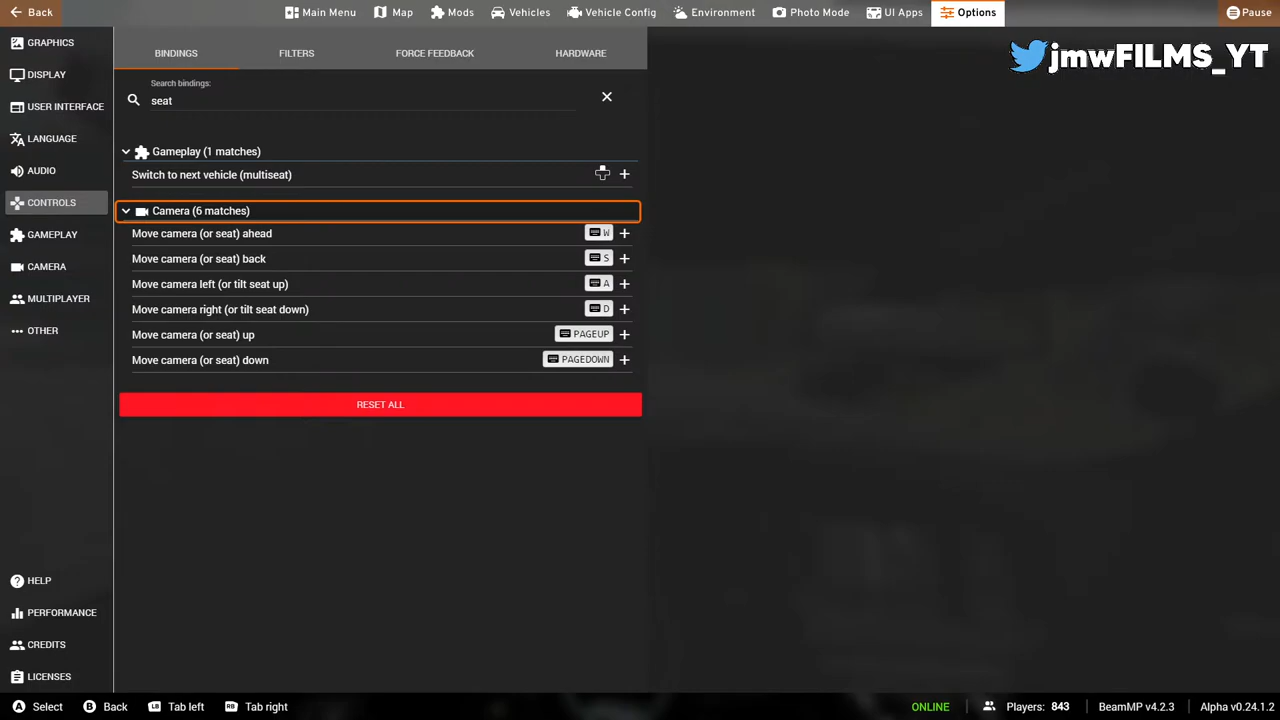 Back
Main Menu
Map
Mods
Vehicles
Vehicle Config
Environment
Photo Mode
UI Apps
Options
Pause
jmwFILMS_YT
GRAPHICS
DISPLAY
USER INTERFACE
LANGUAGE
AUDIO
CONTROLS
GAMEPLAY
CAMERA
MULTIPLAYER
OTHER
HELP
PERFORMANCE
CREDITS
LICENSES
BINDINGS
FILTERS
FORCE FEEDBACK
HARDWARE
Search bindings:
seat
Gameplay (1 matches)
Switch to next vehicle (multiseat)
Camera (6 matches)
Move camera (or seat) ahead W
Move camera (or seat) back S
Move camera left (or tilt seat up) A
Move camera right (or tilt seat down) D
Move camera (or seat) up PAGEUP
Move camera (or seat) down PAGEDOWN
RESET ALL
A Select
B Back
LB Tab left
RB Tab right
ONLINE
Players: 843
BeamMP v4.2.3
Alpha v0.24.1.2